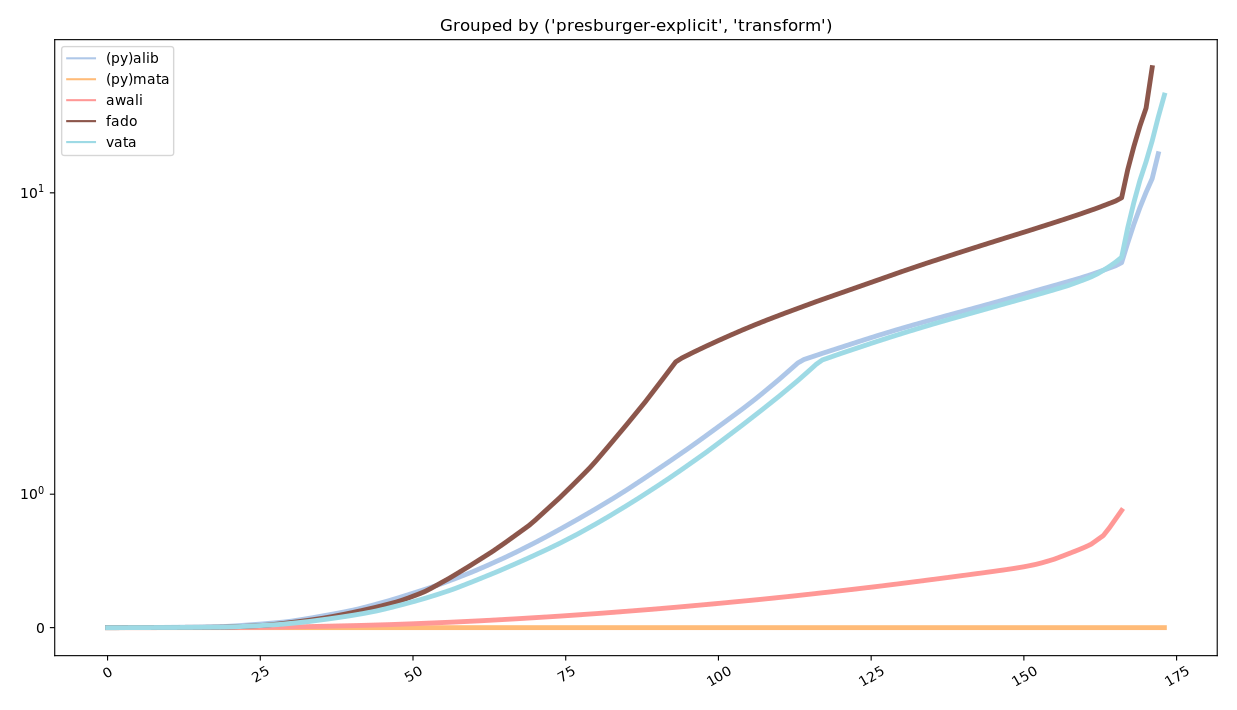 Grouped by ('presburger-explicit', 'transform')
(py)alib
(py)mata
awali
fado
vata
10¹
10⁰
0
0 25 50 75 100 125 150 175